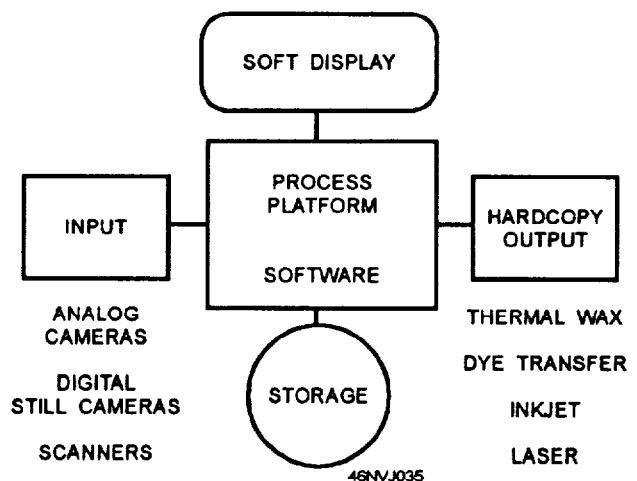 SOFT DISPLAY
PROCESS
PLATFORM
SOFTWARE
INPUT
HARDCOPY
OUTPUT
ANALOG
CAMERAS
DIGITAL
STILL CAMERAS
SCANNERS
STORAGE
THERMAL WAX
DYE TRANSFER
INKJET
LASER
46NVJ035